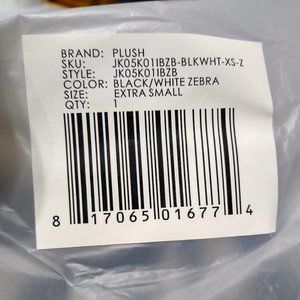 BRAND: PLUSH
SKU: JK05K01IBZB-BLKWHT-XS-Z
STYLE: JK05K01IBZB
COLOR: BLACK/WHITE ZEBRA
SIZE: EXTRA SMALL
QTY: 1
8 17065 01677 4